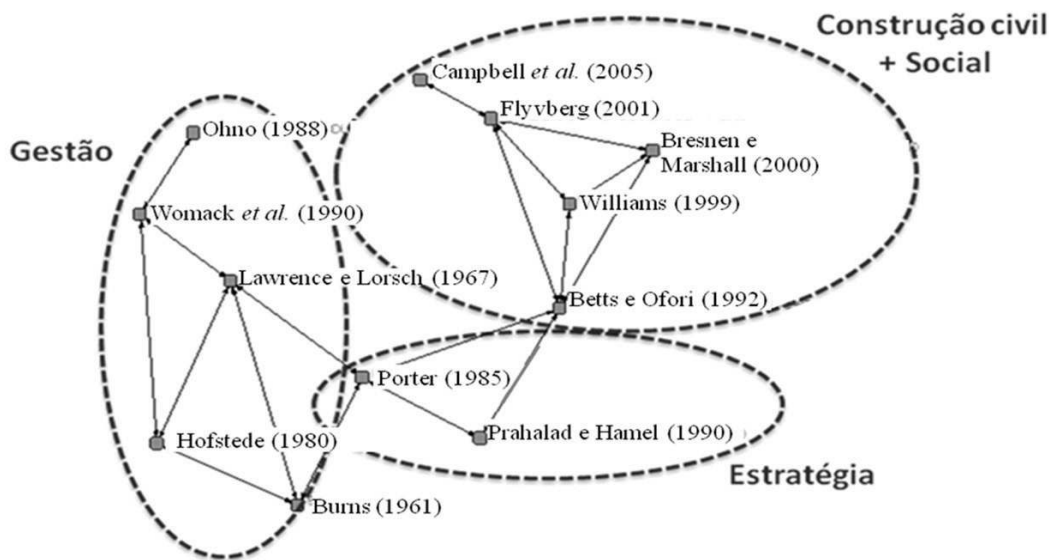 Construção civil
+ Social
Campbell et al. (2005)
Flyvberg (2001)
Ohno (1988)
Gestão
Bresnen e
Marshall (2000)
Womack et al. (1990)
Williams (1999)
Lawrence e Lorsch (1967)
Betts e Ofori (1992)
Porter (1985)
Hofstede (1980)
Prahalad e Hamel (1990)
Estratégia
Burns (1961)